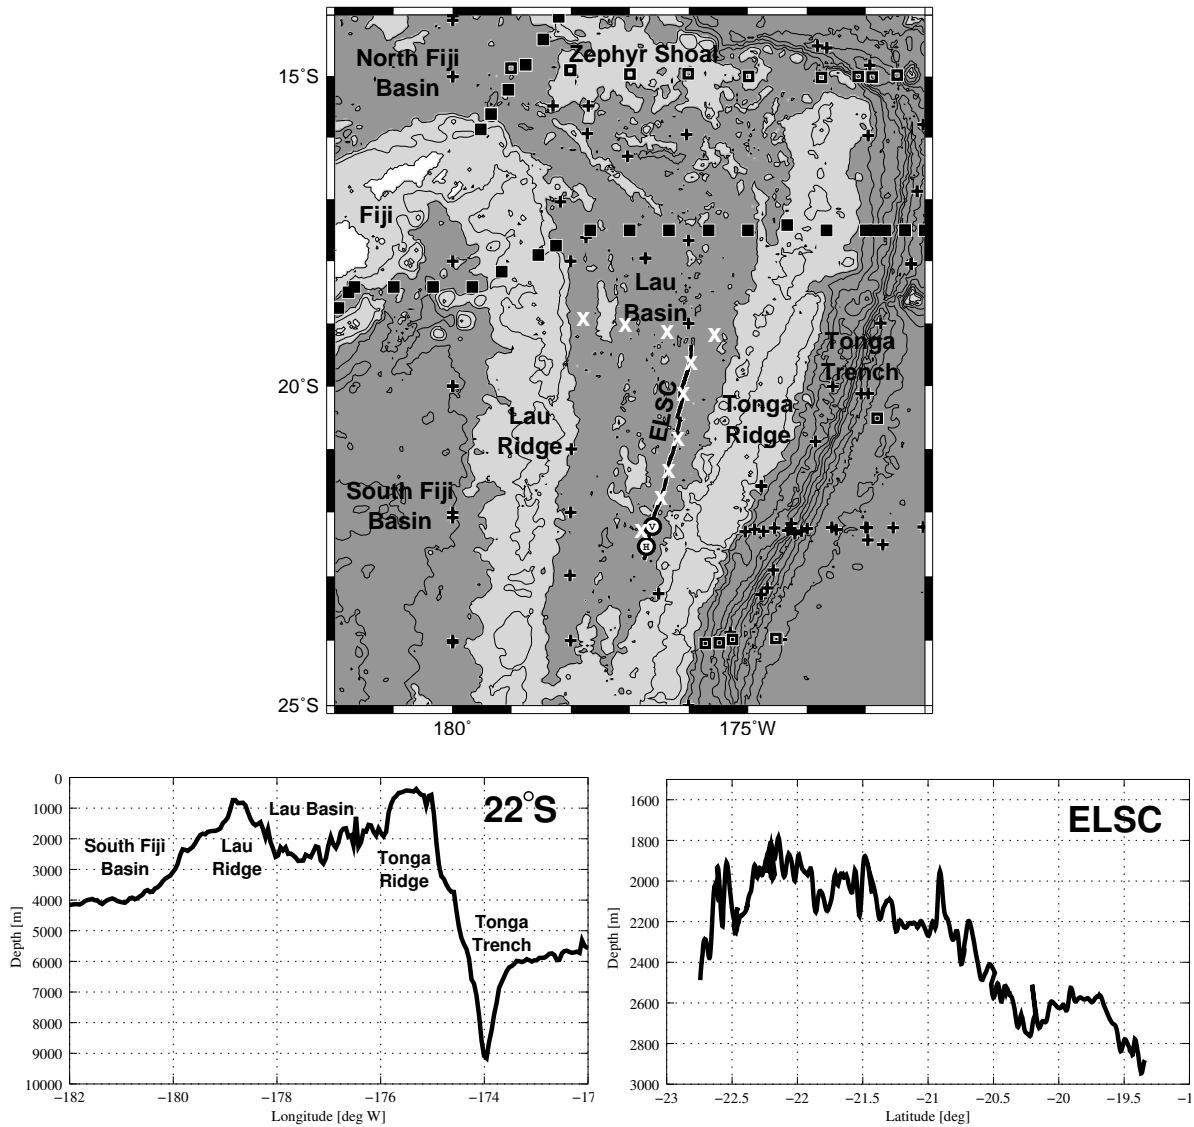 North Fiji
Basin
Zephyr Shoal
15˚S
Fiji
Lau
Basin
Tonga
Trench
20˚S
ELSC
Lau
Ridge
Tonga
Ridge
South Fiji
Basin
V
H
25˚S
180˚
175˚W
0
1000
2000
3000
4000
5000
6000
7000
8000
9000
10000
Depth [m]
22°S
Lau Basin
South Fiji
Basin
Lau
Ridge
Tonga
Ridge
Tonga
Trench
−182
−180
−178
−176
−174
−17
Longitude [deg W]
1600
1800
2000
2200
2400
2600
2800
3000
Depth [m]
ELSC
−23
−22.5
−22
−21.5
−21
−20.5
−20
−19.5
−1
Latitude [deg]